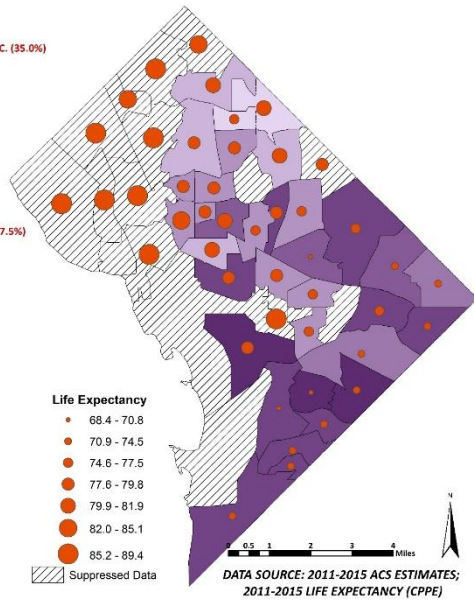 C. (35.0%)
7.5%)
Life Expectancy
68.4 - 70.8
70.9 - 74.5
74.6 - 77.5
77.6 - 79.8
79.9 - 81.9
82.0 - 85.1
85.2 - 89.4
Suppressed Data
N
0 0.5 1 2 3 4
Miles
DATA SOURCE: 2011-2015 ACS ESTIMATES;
2011-2015 LIFE EXPECTANCY (CPPE)